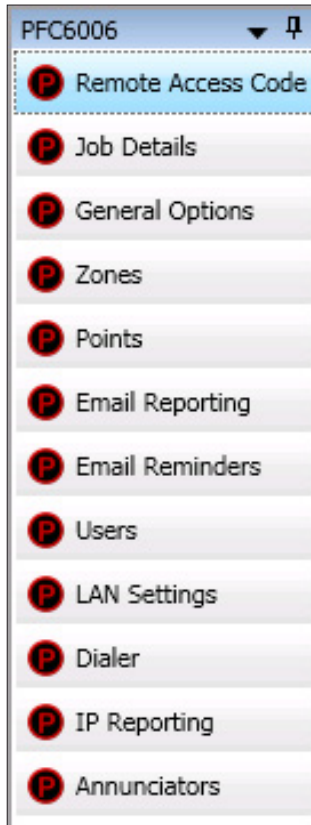 PFC6006
P Remote Access Code
P Job Details
P General Options
P Zones
P Points
P Email Reporting
P Email Reminders
P Users
P LAN Settings
P Dialer
P IP Reporting
P Annunciators